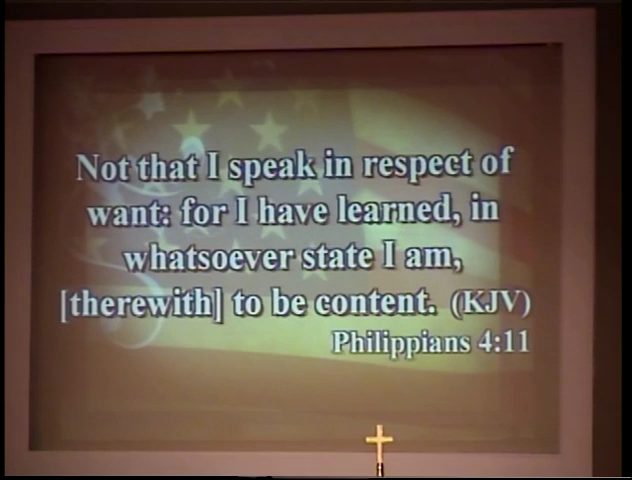 Not that I speak in respect of
want: for I have learned, in
whatsoever state I am,
[therewith] to be content. (KJV)
Philippians 4:11